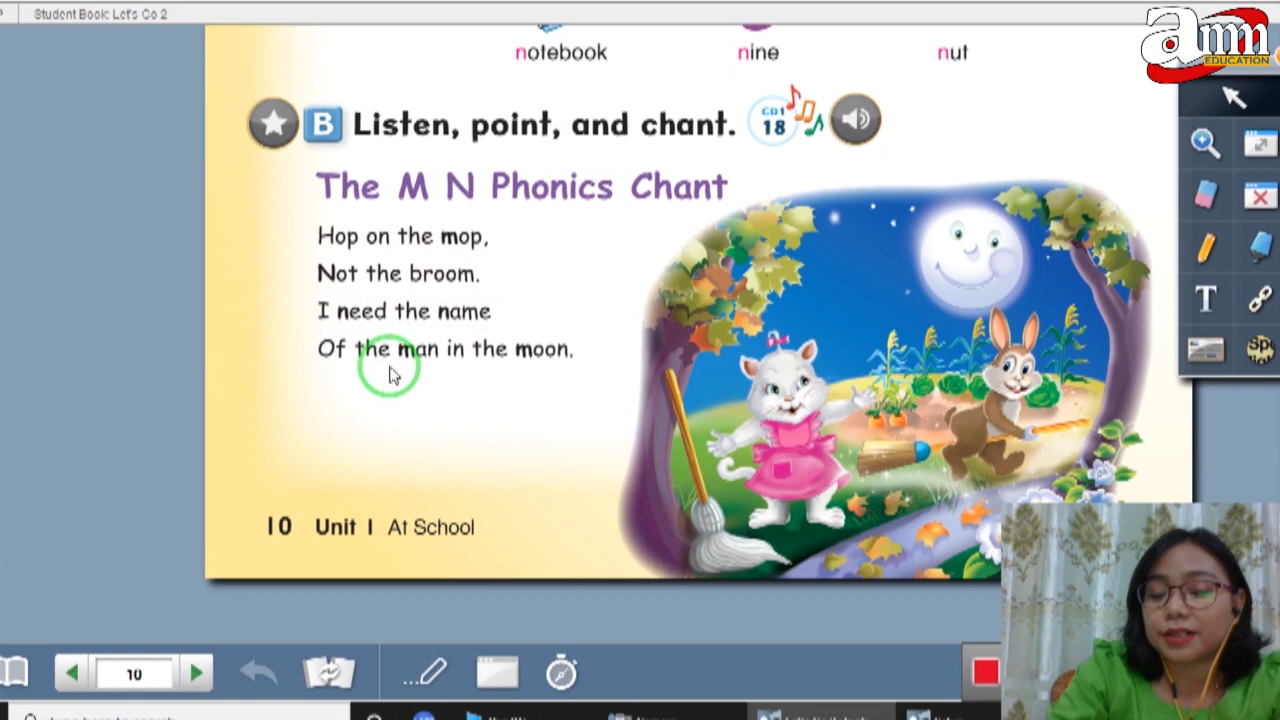 Student Book: Let's Go 2
amm
EDUCATION
notebook nine nut
B Listen, point, and chant. CD1 18
The M N Phonics Chant
Hop on the mop,
Not the broom.
I need the name
Of the man in the moon.
10 Unit 1 At School
T
10